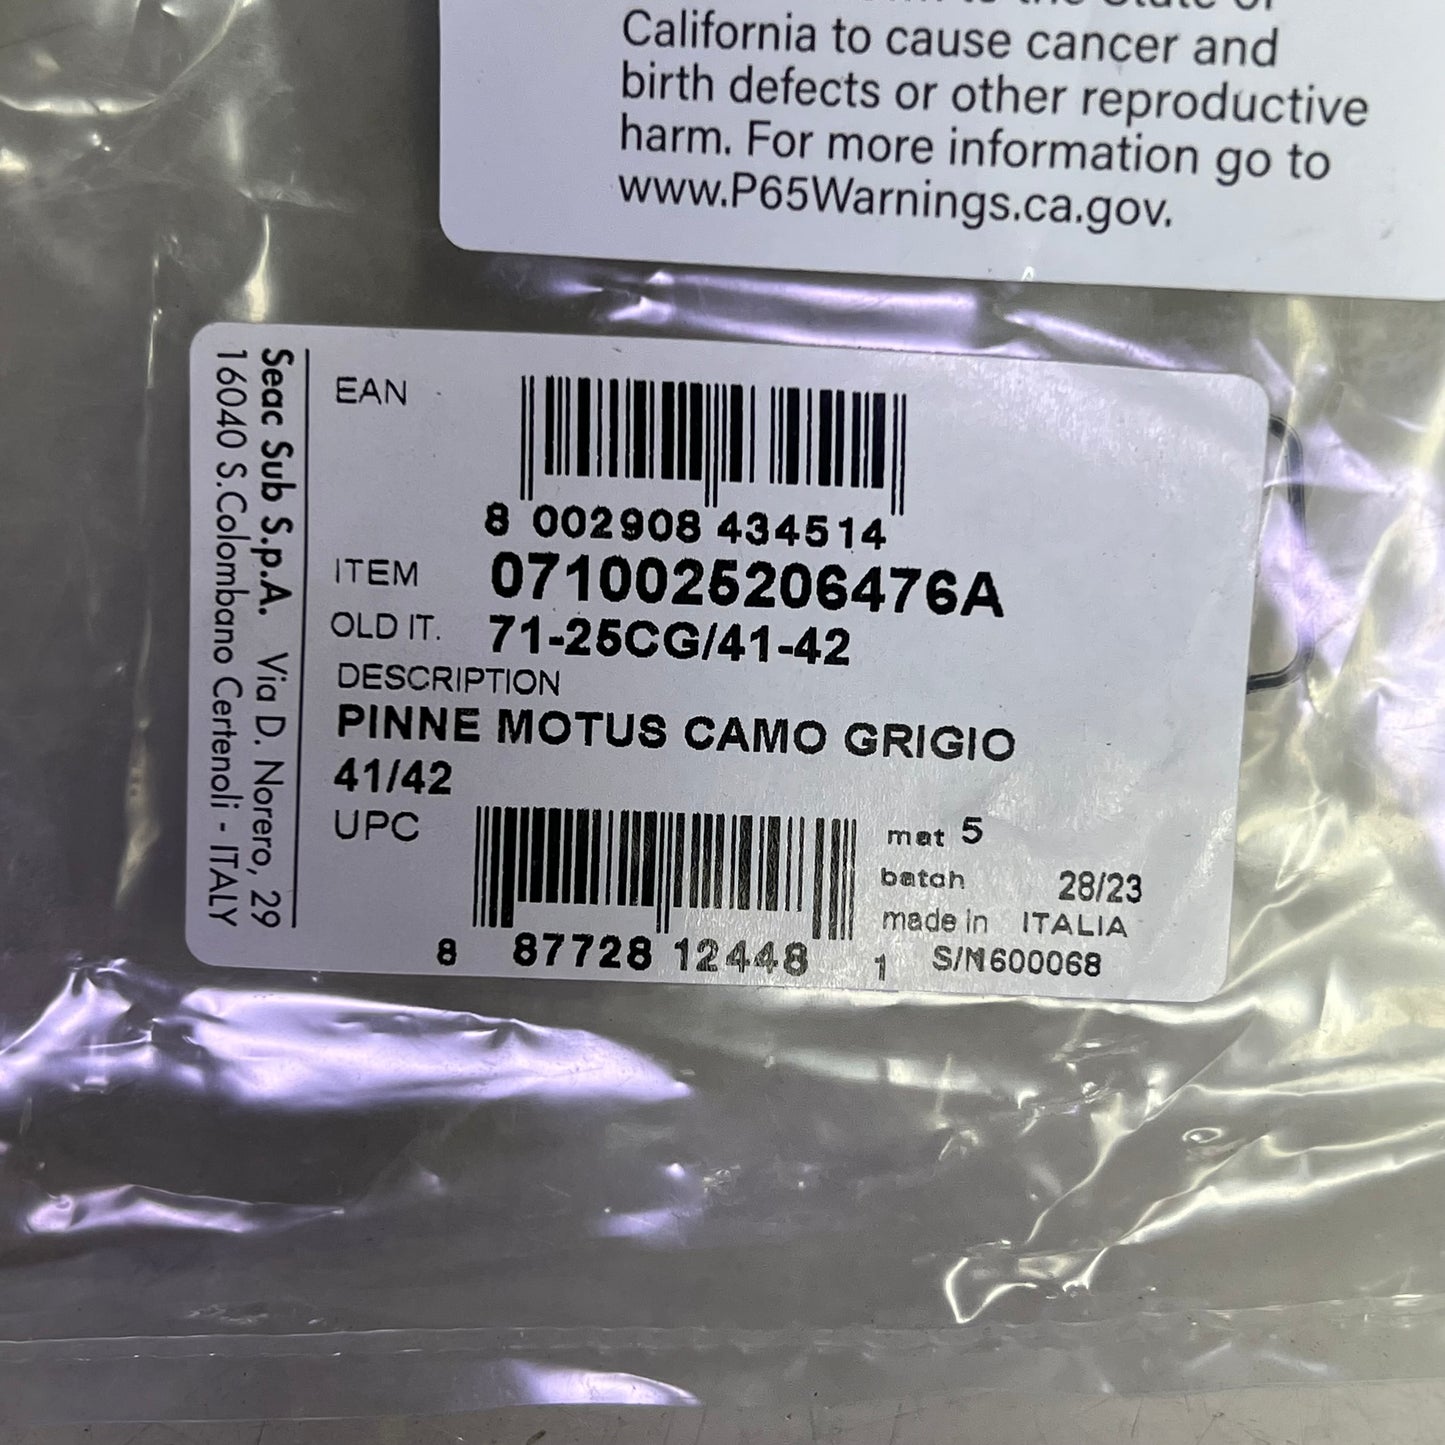 California to cause cancer and
birth defects or other reproductive
harm. For more information go to
www.P65Warnings.ca.gov.
Seac Sub S.p.A. Via D. Norero, 29
16040 S.Colombano Certenoli - ITALY
EAN
8 002908 434514
ITEM 0710025206476A
OLD IT. 71-25CG/41-42
DESCRIPTION
PINNE MOTUS CAMO GRIGIO
41/42
UPC
8 87728 12448 1
mat 5
batch 28/23
made in ITALIA
S/N600068